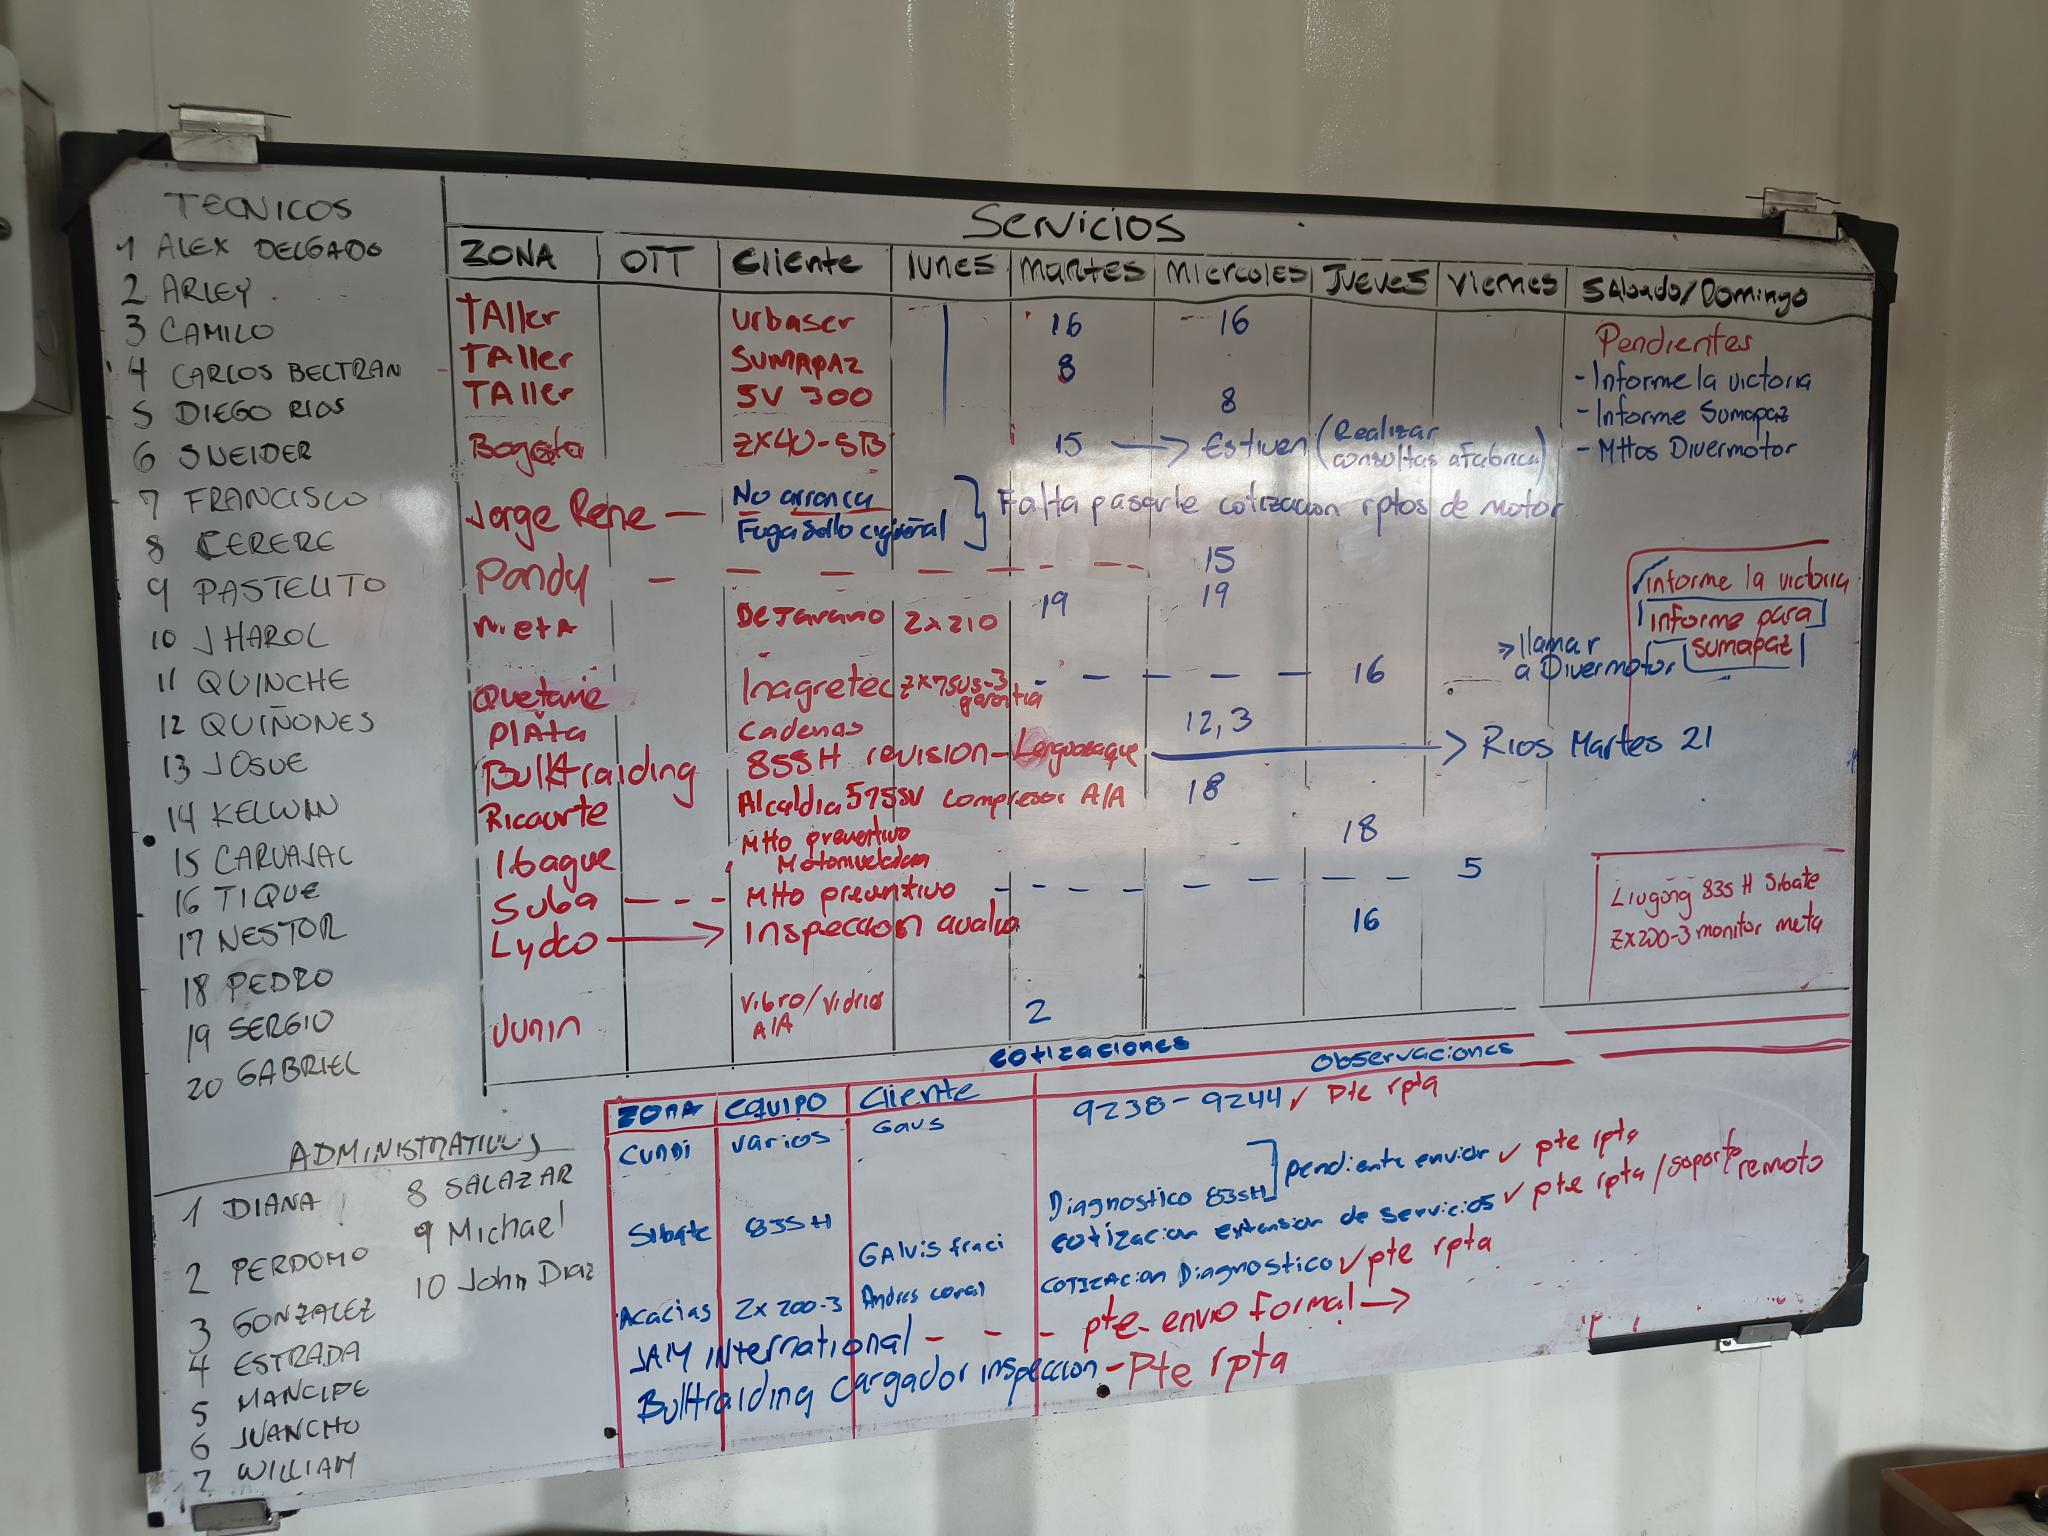 TECNICOS
1 ALEX DELGADO
2 ARLEY
3 CAMILO
4 CARLOS BELTRAN
5 DIEGO RIOS
6 SNEIDER
7 FRANCISCO
8 CERERE
9 PASTELITO
10 JHAROL
11 QUINCHE
12 QUIÑONES
13 JOSUE
14 KELWIN
15 CARVAJAL
16 TIQUE
17 NESTOR
18 PEDRO
19 SERGIO
20 GABRIEL
ADMINISTRATIVOS
1 DIANA
2 PERDOMO
3 GONZALEZ
4 ESTRADA
5 MANCIPE
6 JUANCHO
7 WILLIAM
8 SALAZAR
9 Michael
10 John Diaz
Servicios
ZONA OTT Cliente lunes Martes Miercoles Jueves Viernes Sabado/Domingo
Taller Urbaser 16 16
Taller SUMAPAZ 8
Taller SV 300 8
Bogota ZX40-5B 15 → Estiven (Realizar consultas a Fabrica)
Jorge Rene — No arranca
Fuga sello cigüeñal } Falta pasarle cotizacion rptos de motor
Pandy - - - - - - 15
Meta Bejarano ZX210 19 19
Quetame Inagretec ZX75US-3 garantia - - - - 16
Plata Cadenas 12, 3
Bulktraiding 855H revision - Lenguazaque → Rios Martes 21
Ricaurte Alcaldia 575SV compresor A/A 18
Ibague Mtto preventivo
Motoniveladora 18
Suba - - - Mtto preventivo - - - - - - - 5
Lydco → Inspeccion avaluo 16
Junin Vibro/Vidrios
A/A 2
Pendientes
- Informe la victoria
- Informe Sumapaz
- Mttos Divermotor
informe la victoria
informe para
sumapaz
> llamar
a Divermotor
Liugong 835 H Sibate
ZX200-3 monitor meta
cotizaciones
ZONA EQUIPO Cliente Observaciones
CUNDI varios Gaus 9238 - 9244 ✓ Pte rpta
Sibate 835 H Diagnostico 835H ] pendiente enviar ✓ pte rpta
cotizacion extension de servicios ✓ pte rpta / soporte remoto
Acacias ZX 200-3 GALVIS fraci
Andres coral COTIZACION Diagnostico ✓ pte rpta
JAM International - - - pte envio formal →
Bulktraiding cargador inspeccion - Pte rpta